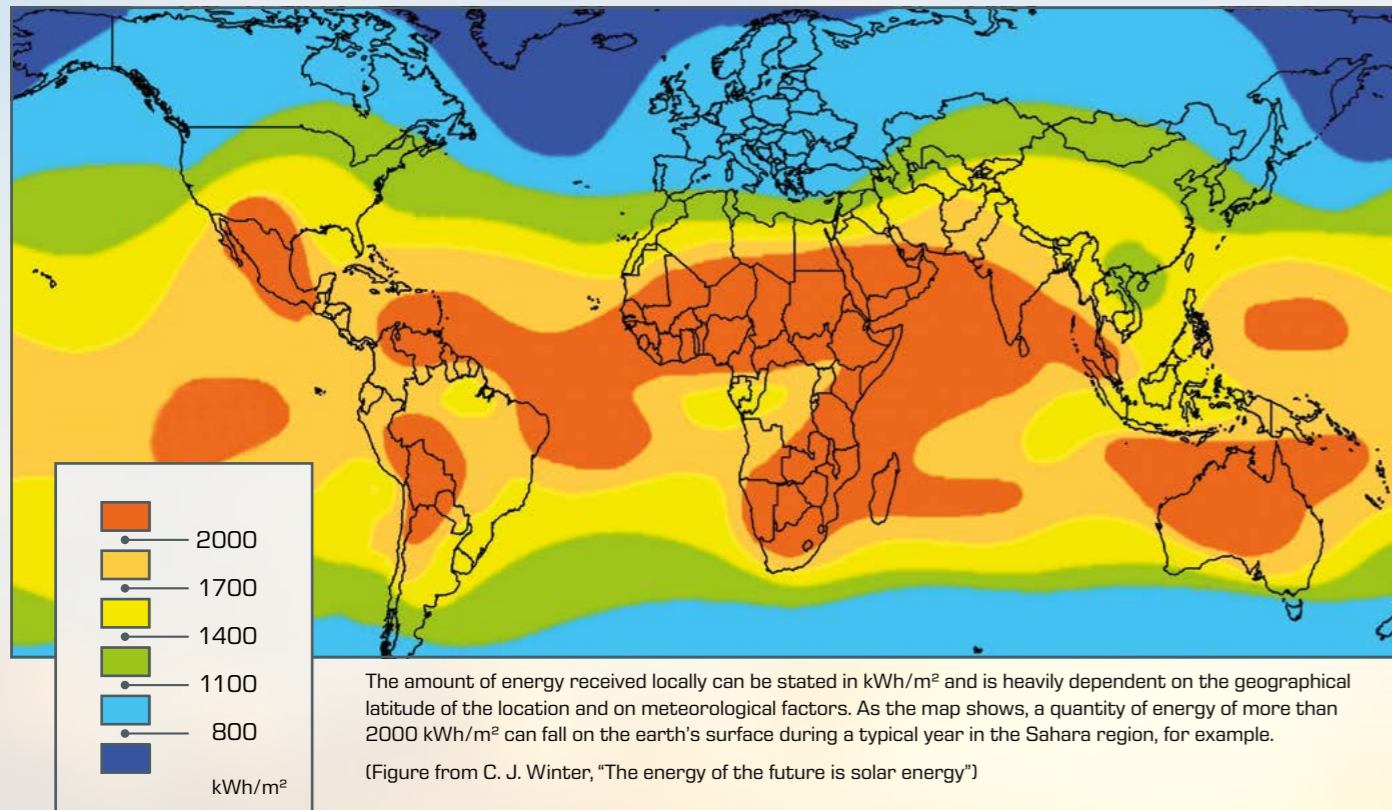 2000
1700
1400
1100
800
kWh/m²
The amount of energy received locally can be stated in kWh/m² and is heavily dependent on the geographical
latitude of the location and on meteorological factors. As the map shows, a quantity of energy of more than
2000 kWh/m² can fall on the earth's surface during a typical year in the Sahara region, for example.
(Figure from C. J. Winter, “The energy of the future is solar energy”)